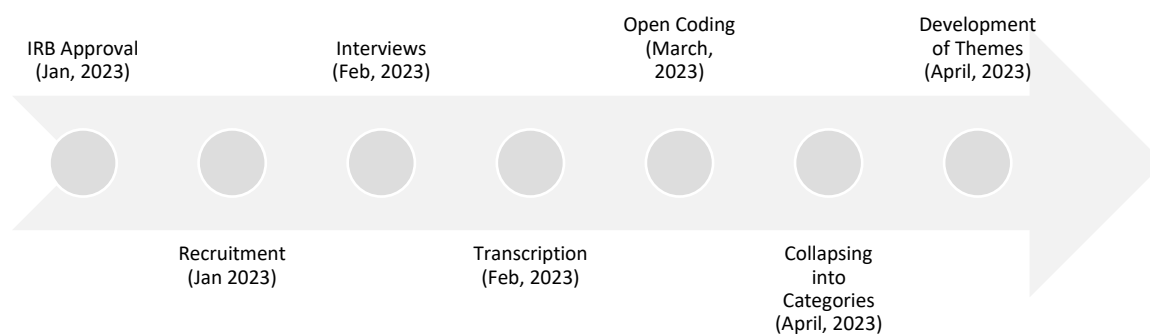 IRB Approval
(Jan, 2023)
Recruitment
(Jan 2023)
Interviews
(Feb, 2023)
Transcription
(Feb, 2023)
Open Coding
(March,
2023)
Collapsing
into
Categories
(April, 2023)
Development
of Themes
(April, 2023)